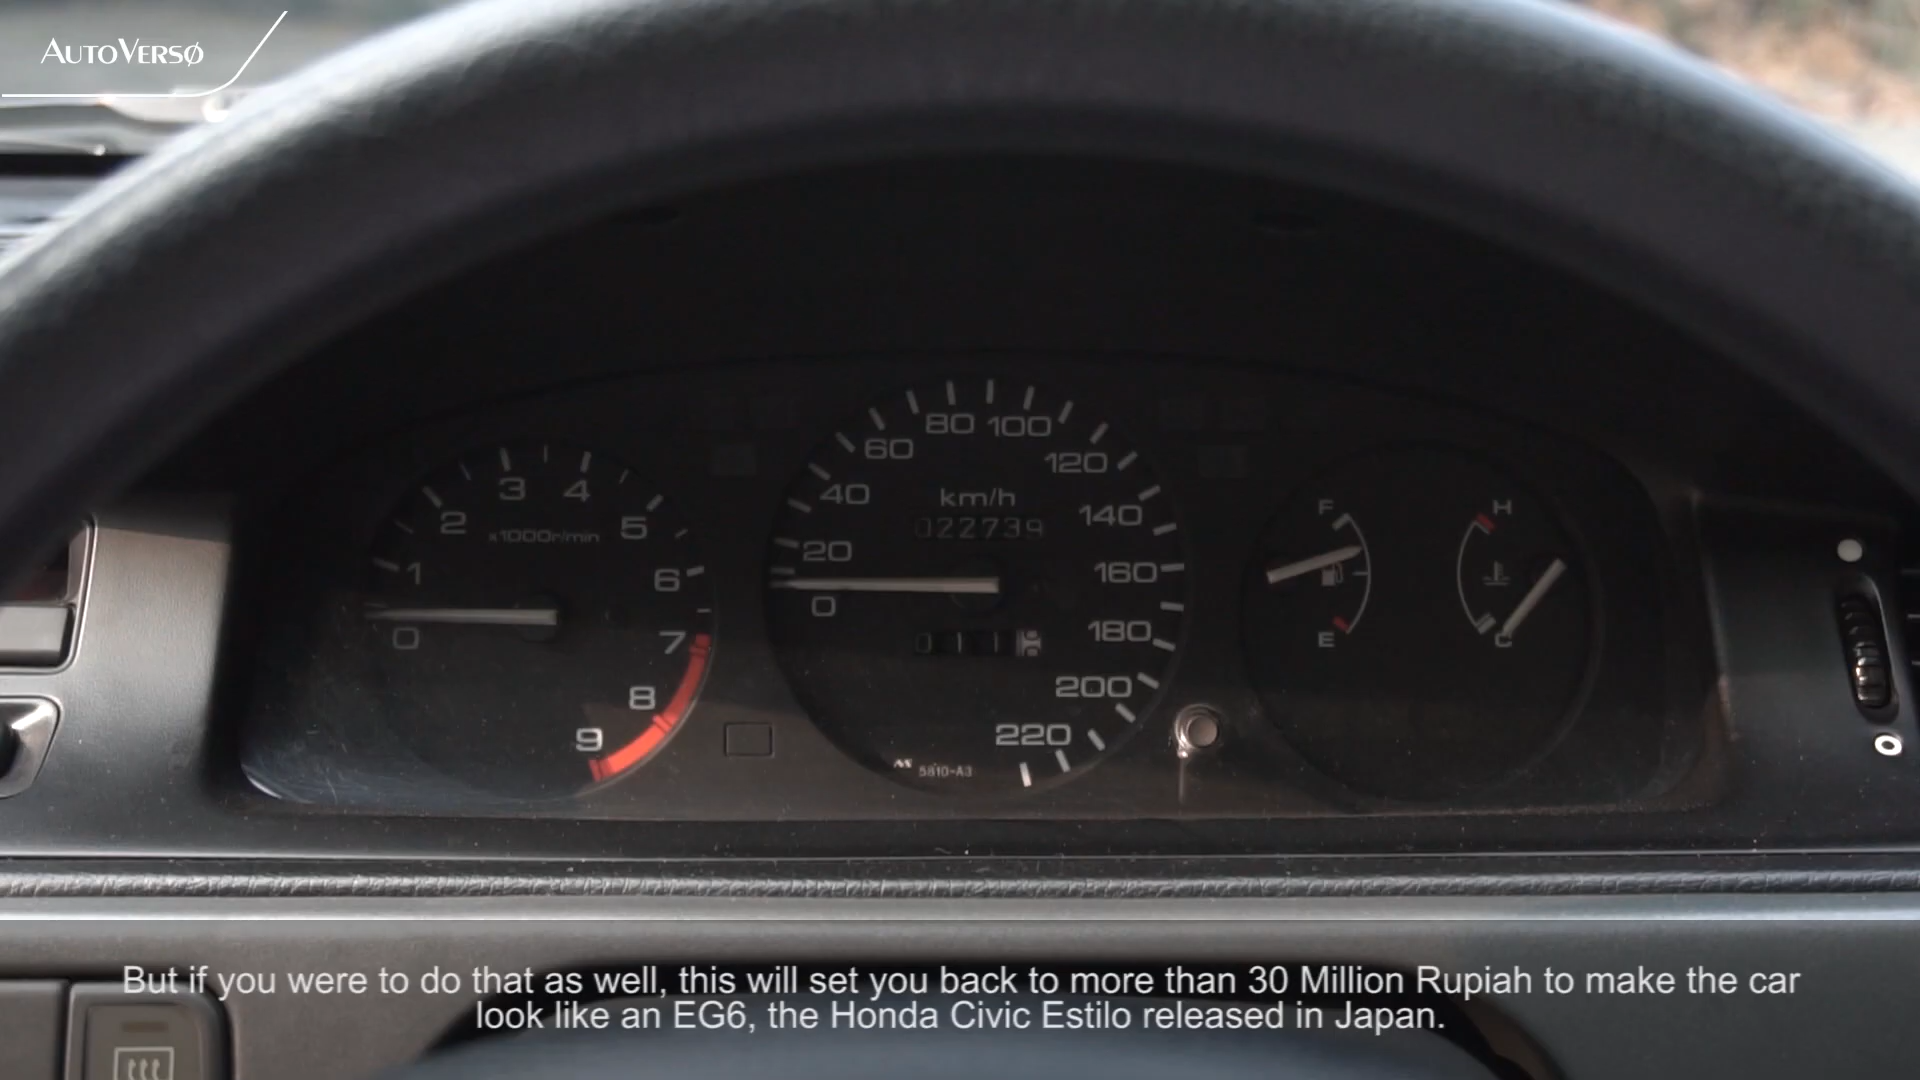 AUTOVERSØ
80 100
60
120
3 4
40
km/h
2
5
140
x1000r/min
022739
F
H
20
1
6
160
0
0
7
180
E
C
011
8
200
9
220
5810-A3
But if you were to do that as well, this will set you back to more than 30 Million Rupiah to make the car
look like an EG6, the Honda Civic Estilo released in Japan.